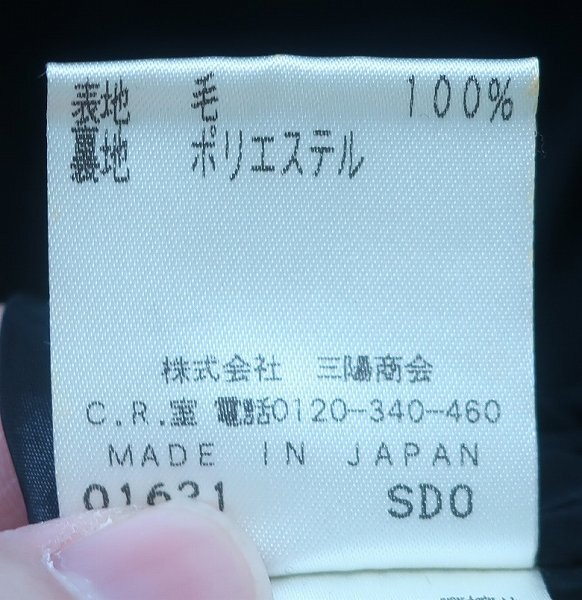 表地 毛 100%
裏地 ポリエステル
株式会社 三陽商会
C.R.室 電話0120-340-460
MADE IN JAPAN
01631 SDO